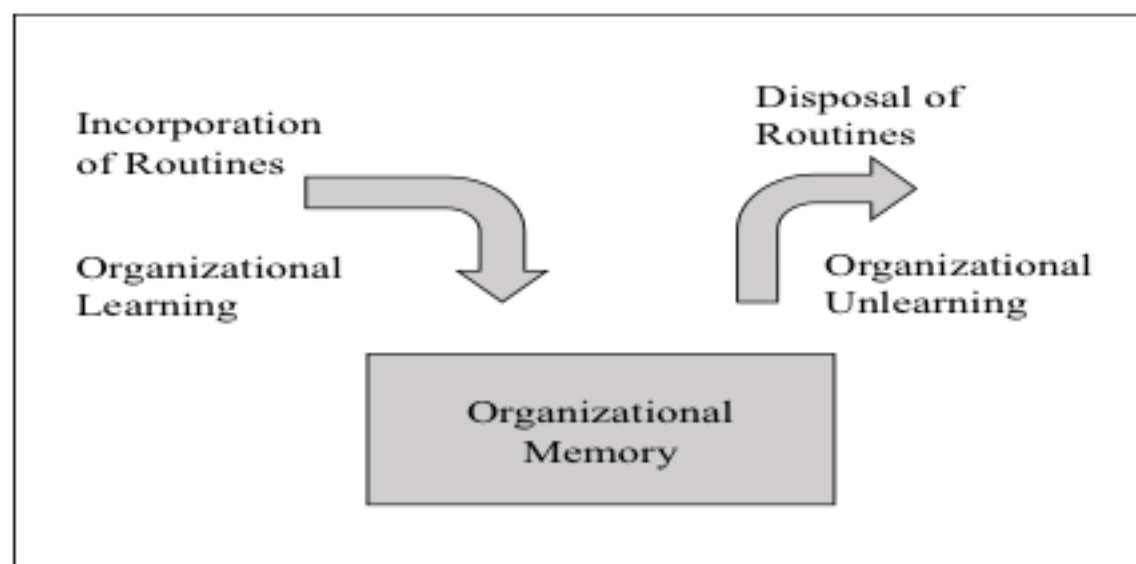 Incorporation
of Routines
Organizational
Learning
Disposal of
Routines
Organizational
Unlearning
Organizational
Memory